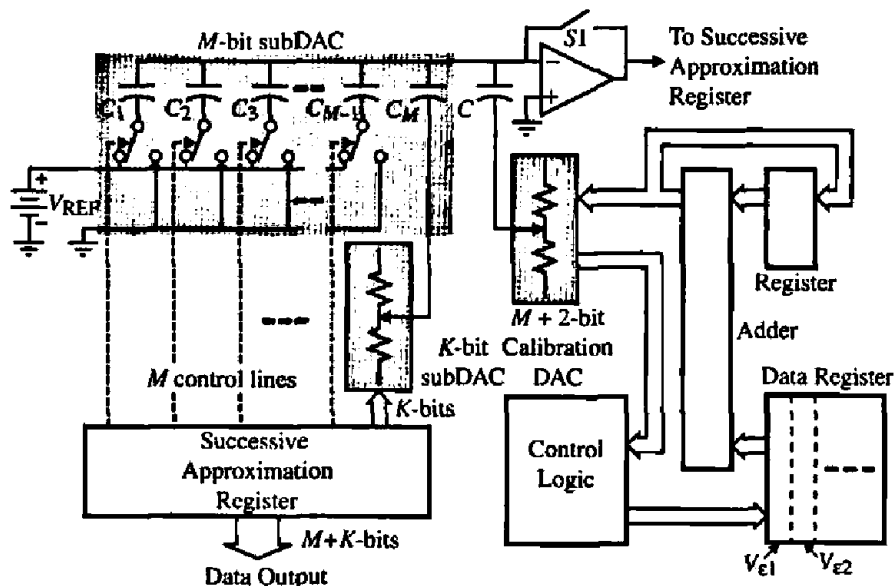 M-bit subDAC
S1
To Successive
Approximation
Register
C1
C2
C3
CM-1
CM
C
+
−
VREF
−
+
Register
Adder
M + 2-bit
Calibration
DAC
K-bit
subDAC
M control lines
K-bits
Data Register
Successive
Approximation
Register
Control
Logic
M+K-bits
Data Output
Vε1
Vε2